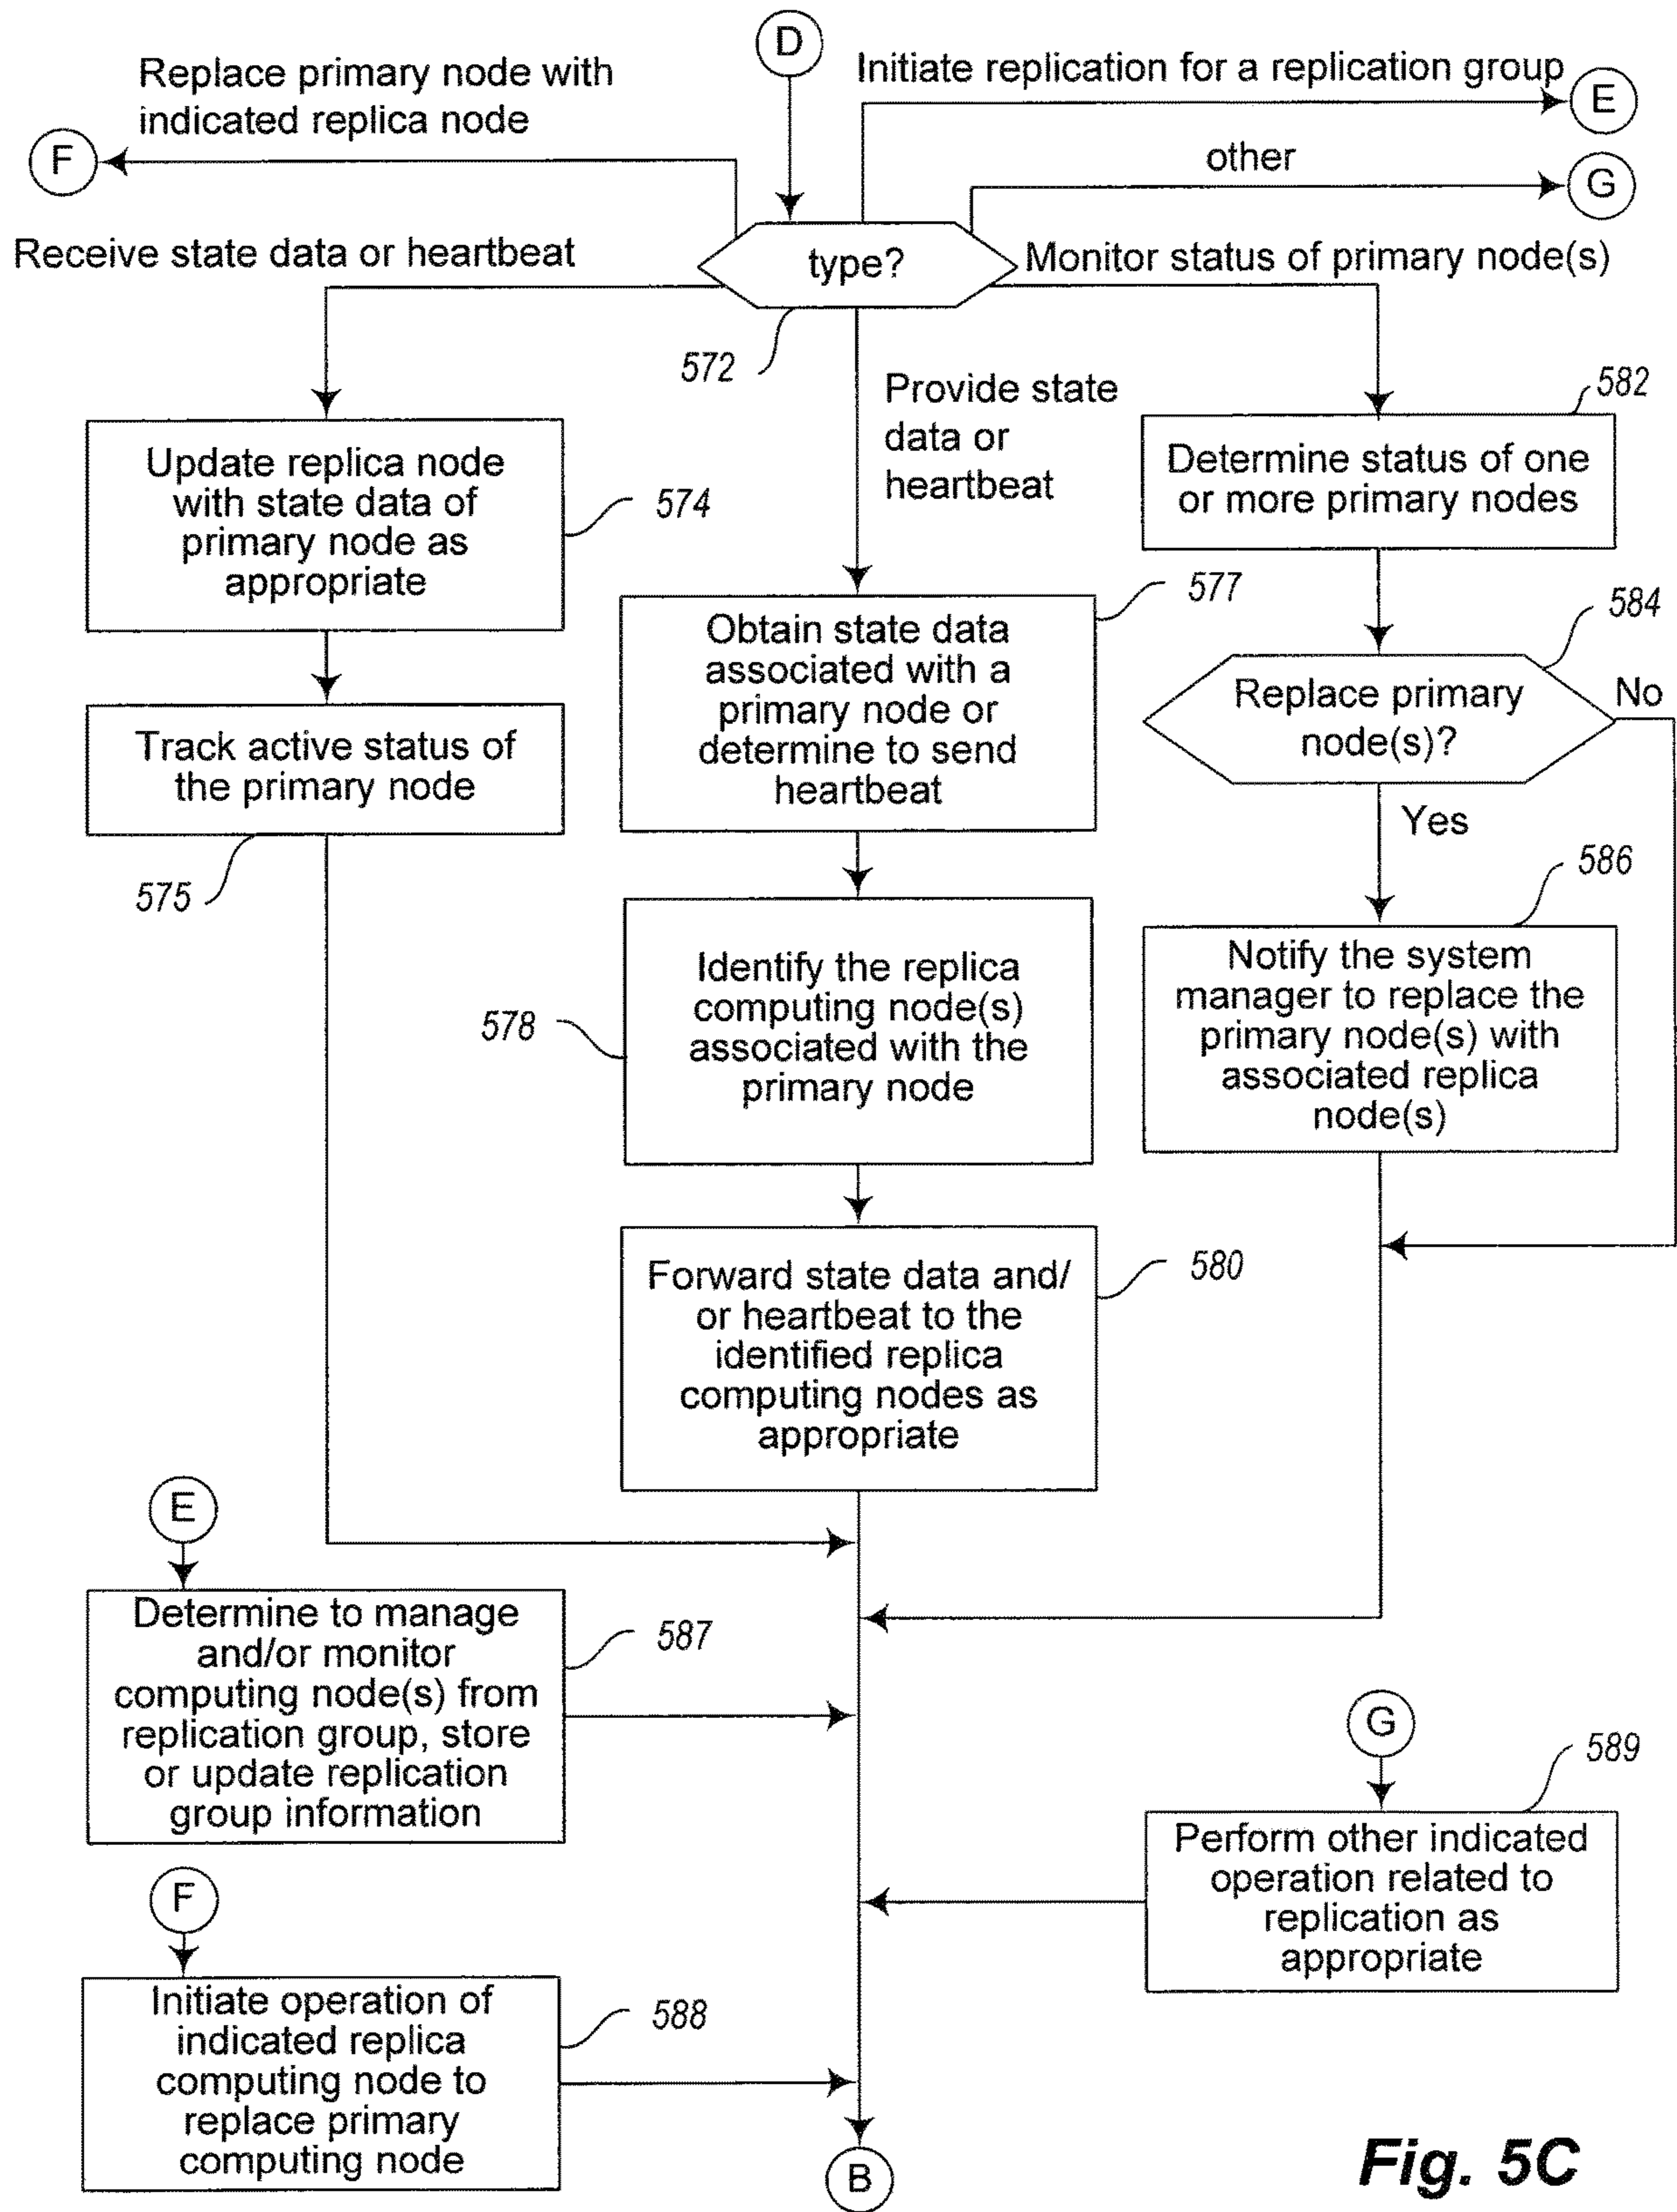 D
Replace primary node with
indicated replica node
Initiate replication for a replication group
E
F
other
G
Receive state data or heartbeat
type?
Monitor status of primary node(s)
572
Provide state
data or
heartbeat
582
Update replica node
with state data of
primary node as
appropriate
574
Determine status of one
or more primary nodes
577
584
Obtain state data
associated with a
primary node or
determine to send
heartbeat
Replace primary
node(s)?
No
Yes
Track active status of
the primary node
575
586
Identify the replica
computing node(s)
associated with the
primary node
578
Notify the system
manager to replace the
primary node(s) with
associated replica
node(s)
Forward state data and/
or heartbeat to the
identified replica
computing nodes as
appropriate
580
E
Determine to manage
and/or monitor
computing node(s) from
replication group, store
or update replication
group information
587
G
589
Perform other indicated
operation related to
replication as
appropriate
F
Initiate operation of
indicated replica
computing node to
replace primary
computing node
588
B
Fig. 5C